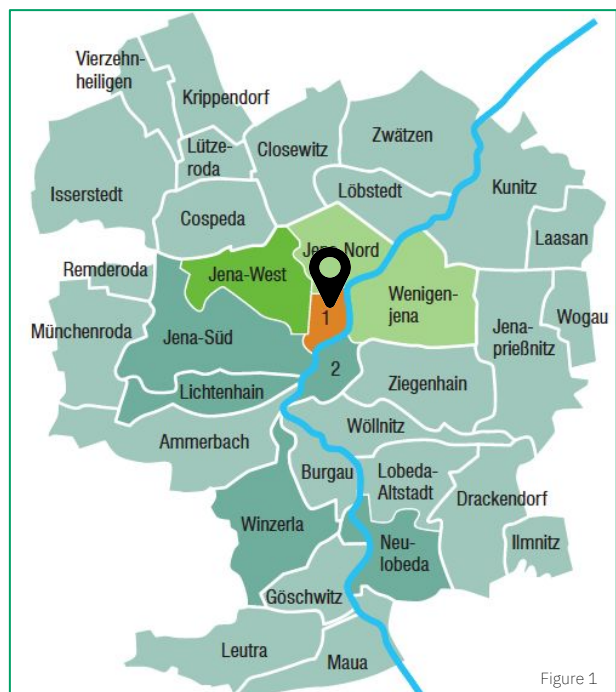 Vierzehn-
heiligen
Krippendorf
Zwätzen
Lütze-
roda
Closewitz
Isserstedt
Löbstedt
Kunitz
Cospeda
Laasan
Jena-Nord
Remderoda
Jena-West
Wenigen-
jena
Wogau
Münchenroda
Jena-Süd
1
Jena-
prießnitz
2
Lichtenhain
Ziegenhain
Wöllnitz
Ammerbach
Burgau
Lobeda-
Altstadt
Drackendorf
Winzerla
Neu-
lobeda
Ilmnitz
Göschwitz
Leutra
Maua
Figure 1